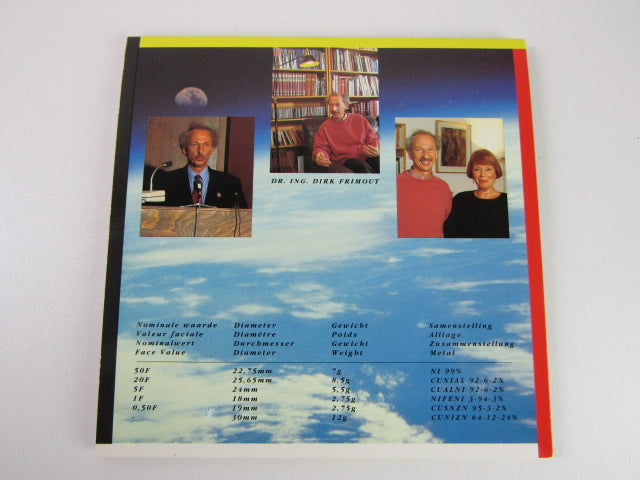 DR. ING. DIRK FRIMOUT
Nominale waarde Diameter Gewicht Samenstelling
Valeur faciale Diamètre Poids Alliage
Nominalwert Durchmesser Gewicht Zusammenstellung
Face Value Diameter Weight Metal
50F 22,75mm 7g NI 99%
20F 25,65mm 8,5g CUNIAL 92-6-2%
5F 24mm 5,5g CUALNI 92-6-2%
1F 18mm 2,75g NIFENI 3-94-3%
0,50F 19mm 2,75g CUSNZN 95-3-2%
- 30mm 12g CUNIZN 64-12-24%